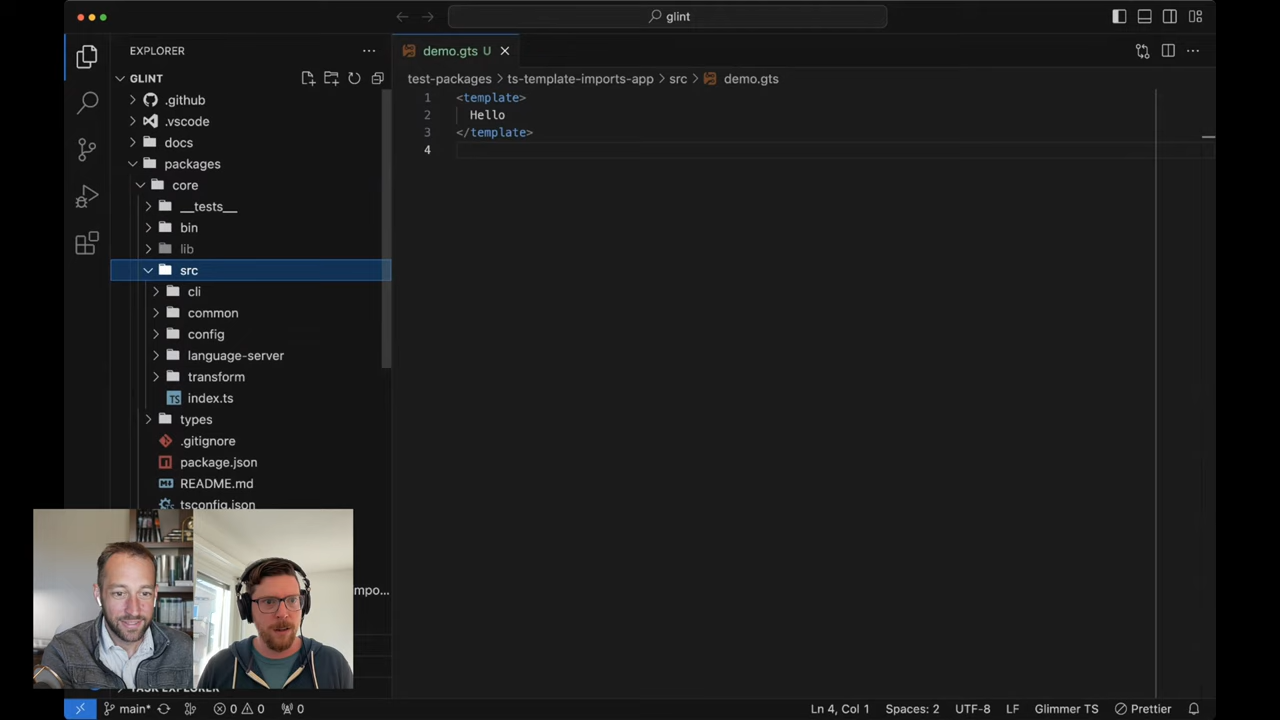 glint
EXPLORER
GLINT
.github
.vscode
docs
packages
core
__tests__
bin
lib
src
cli
common
config
language-server
transform
index.ts
types
.gitignore
package.json
README.md
tsconfig.json
mpo...
demo.gts U
test-packages > ts-template-imports-app > src > demo.gts
1 <template>
2 Hello
3 </template>
4
main* 0 0 0
Ln 4, Col 1 Spaces: 2 UTF-8 LF Glimmer TS Prettier